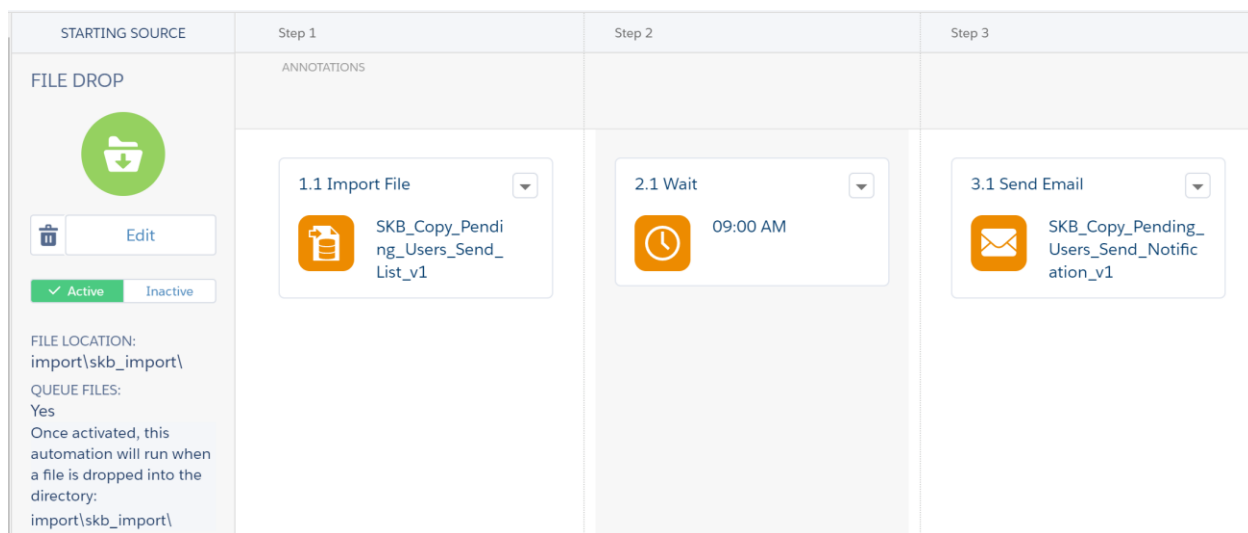 STARTING SOURCE
Step 1
Step 2
Step 3
ANNOTATIONS
FILE DROP
Edit
Active
Inactive
FILE LOCATION:
import\skb_import\
QUEUE FILES:
Yes
Once activated, this
automation will run when
a file is dropped into the
directory:
import\skb_import\
1.1 Import File
SKB_Copy_Pendi
ng_Users_Send_
List_v1
2.1 Wait
09:00 AM
3.1 Send Email
SKB_Copy_Pending_
Users_Send_Notific
ation_v1